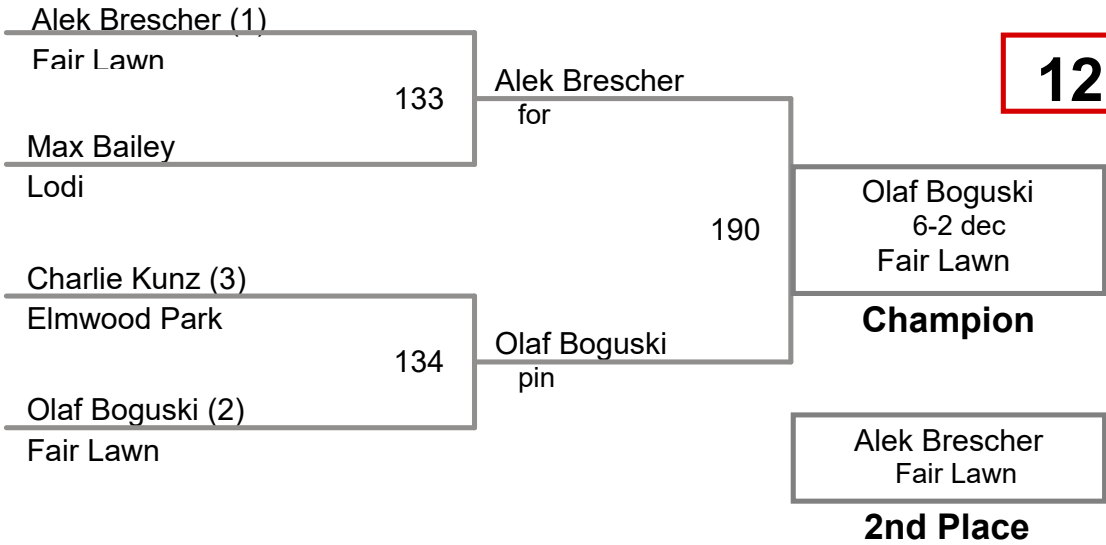 Alek Brescher (1)
Fair Lawn
133
Max Bailey
Lodi
Alek Brescher
for
12
190
Charlie Kunz (3)
Elmwood Park
134
Olaf Boguski (2)
Fair Lawn
Olaf Boguski
pin
Olaf Boguski
6-2 dec
Fair Lawn
Champion
Alek Brescher
Fair Lawn
2nd Place